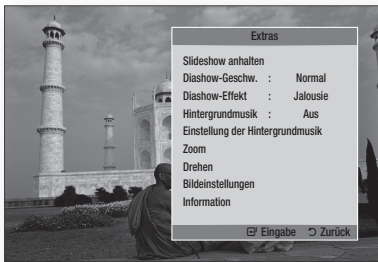 Extras
Slideshow anhalten
Diashow-Geschw. : Normal
Diashow-Effekt : Jalousie
Hintergrundmusik : Aus
Einstellung der Hintergrundmusik
Zoom
Drehen
Bildeinstellungen
Information
Eingabe Zurück